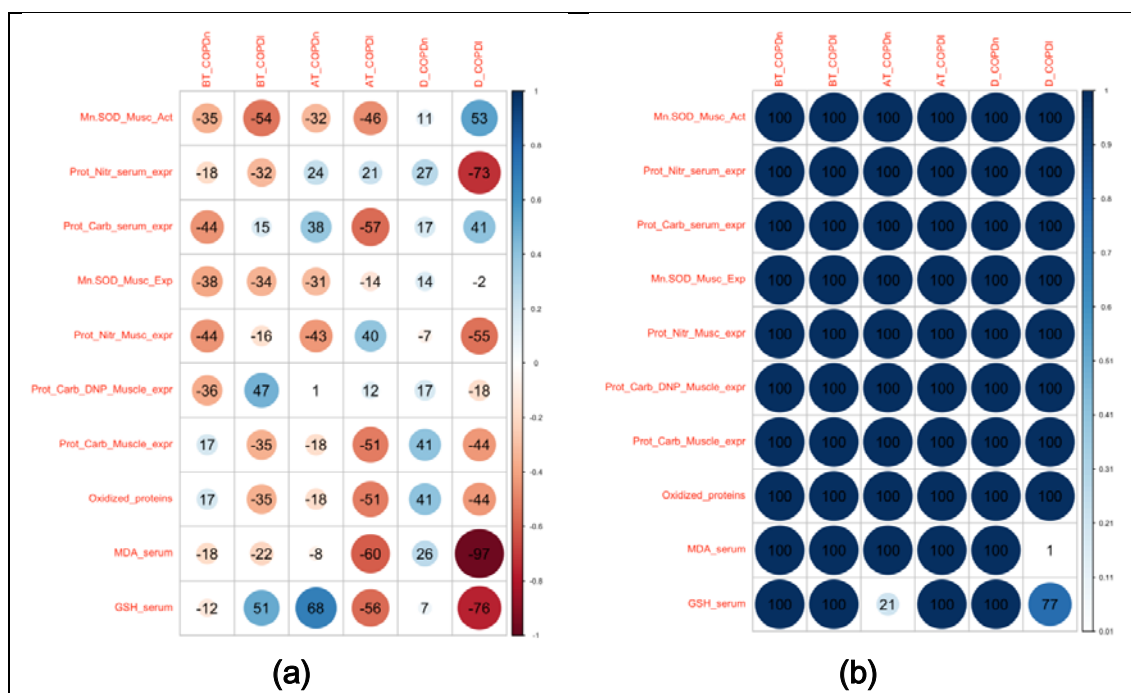 BT_COPDn BT_COPDl AT_COPDn AT_COPDl D_COPDn D_COPDl
Mn.SOD_Musc_Act -35 -54 -32 -46 11 53
Prot_Nitr_serum_expr -18 -32 24 21 27 -73
Prot_Carb_serum_expr -44 15 38 -57 17 41
Mn.SOD_Musc_Exp -38 -34 -31 -14 14 -2
Prot_Nitr_Musc_expr -44 -16 -43 40 -7 -55
Prot_Carb_DNP_Muscle_expr -36 47 1 12 17 -18
Prot_Carb_Muscle_expr 17 -35 -18 -51 41 -44
Oxidized_proteins 17 -35 -18 -51 41 -44
MDA_serum -18 -22 -8 -60 26 -97
GSH_serum -12 51 68 -56 7 -76
1
0.8
0.6
0.4
0.2
0
-0.2
-0.4
-0.6
-0.8
-1
(a)
BT_COPDn BT_COPDl AT_COPDn AT_COPDl D_COPDn D_COPDl
Mn.SOD_Musc_Act 100 100 100 100 100 100
Prot_Nitr_serum_expr 100 100 100 100 100 100
Prot_Carb_serum_expr 100 100 100 100 100 100
Mn.SOD_Musc_Exp 100 100 100 100 100 100
Prot_Nitr_Musc_expr 100 100 100 100 100 100
Prot_Carb_DNP_Muscle_expr 100 100 100 100 100 100
Prot_Carb_Muscle_expr 100 100 100 100 100 100
Oxidized_proteins 100 100 100 100 100 100
MDA_serum 100 100 100 100 100 1
GSH_serum 100 100 21 100 100 77
1
0.9
0.8
0.7
0.6
0.51
0.41
0.31
0.21
0.11
0.01
(b)